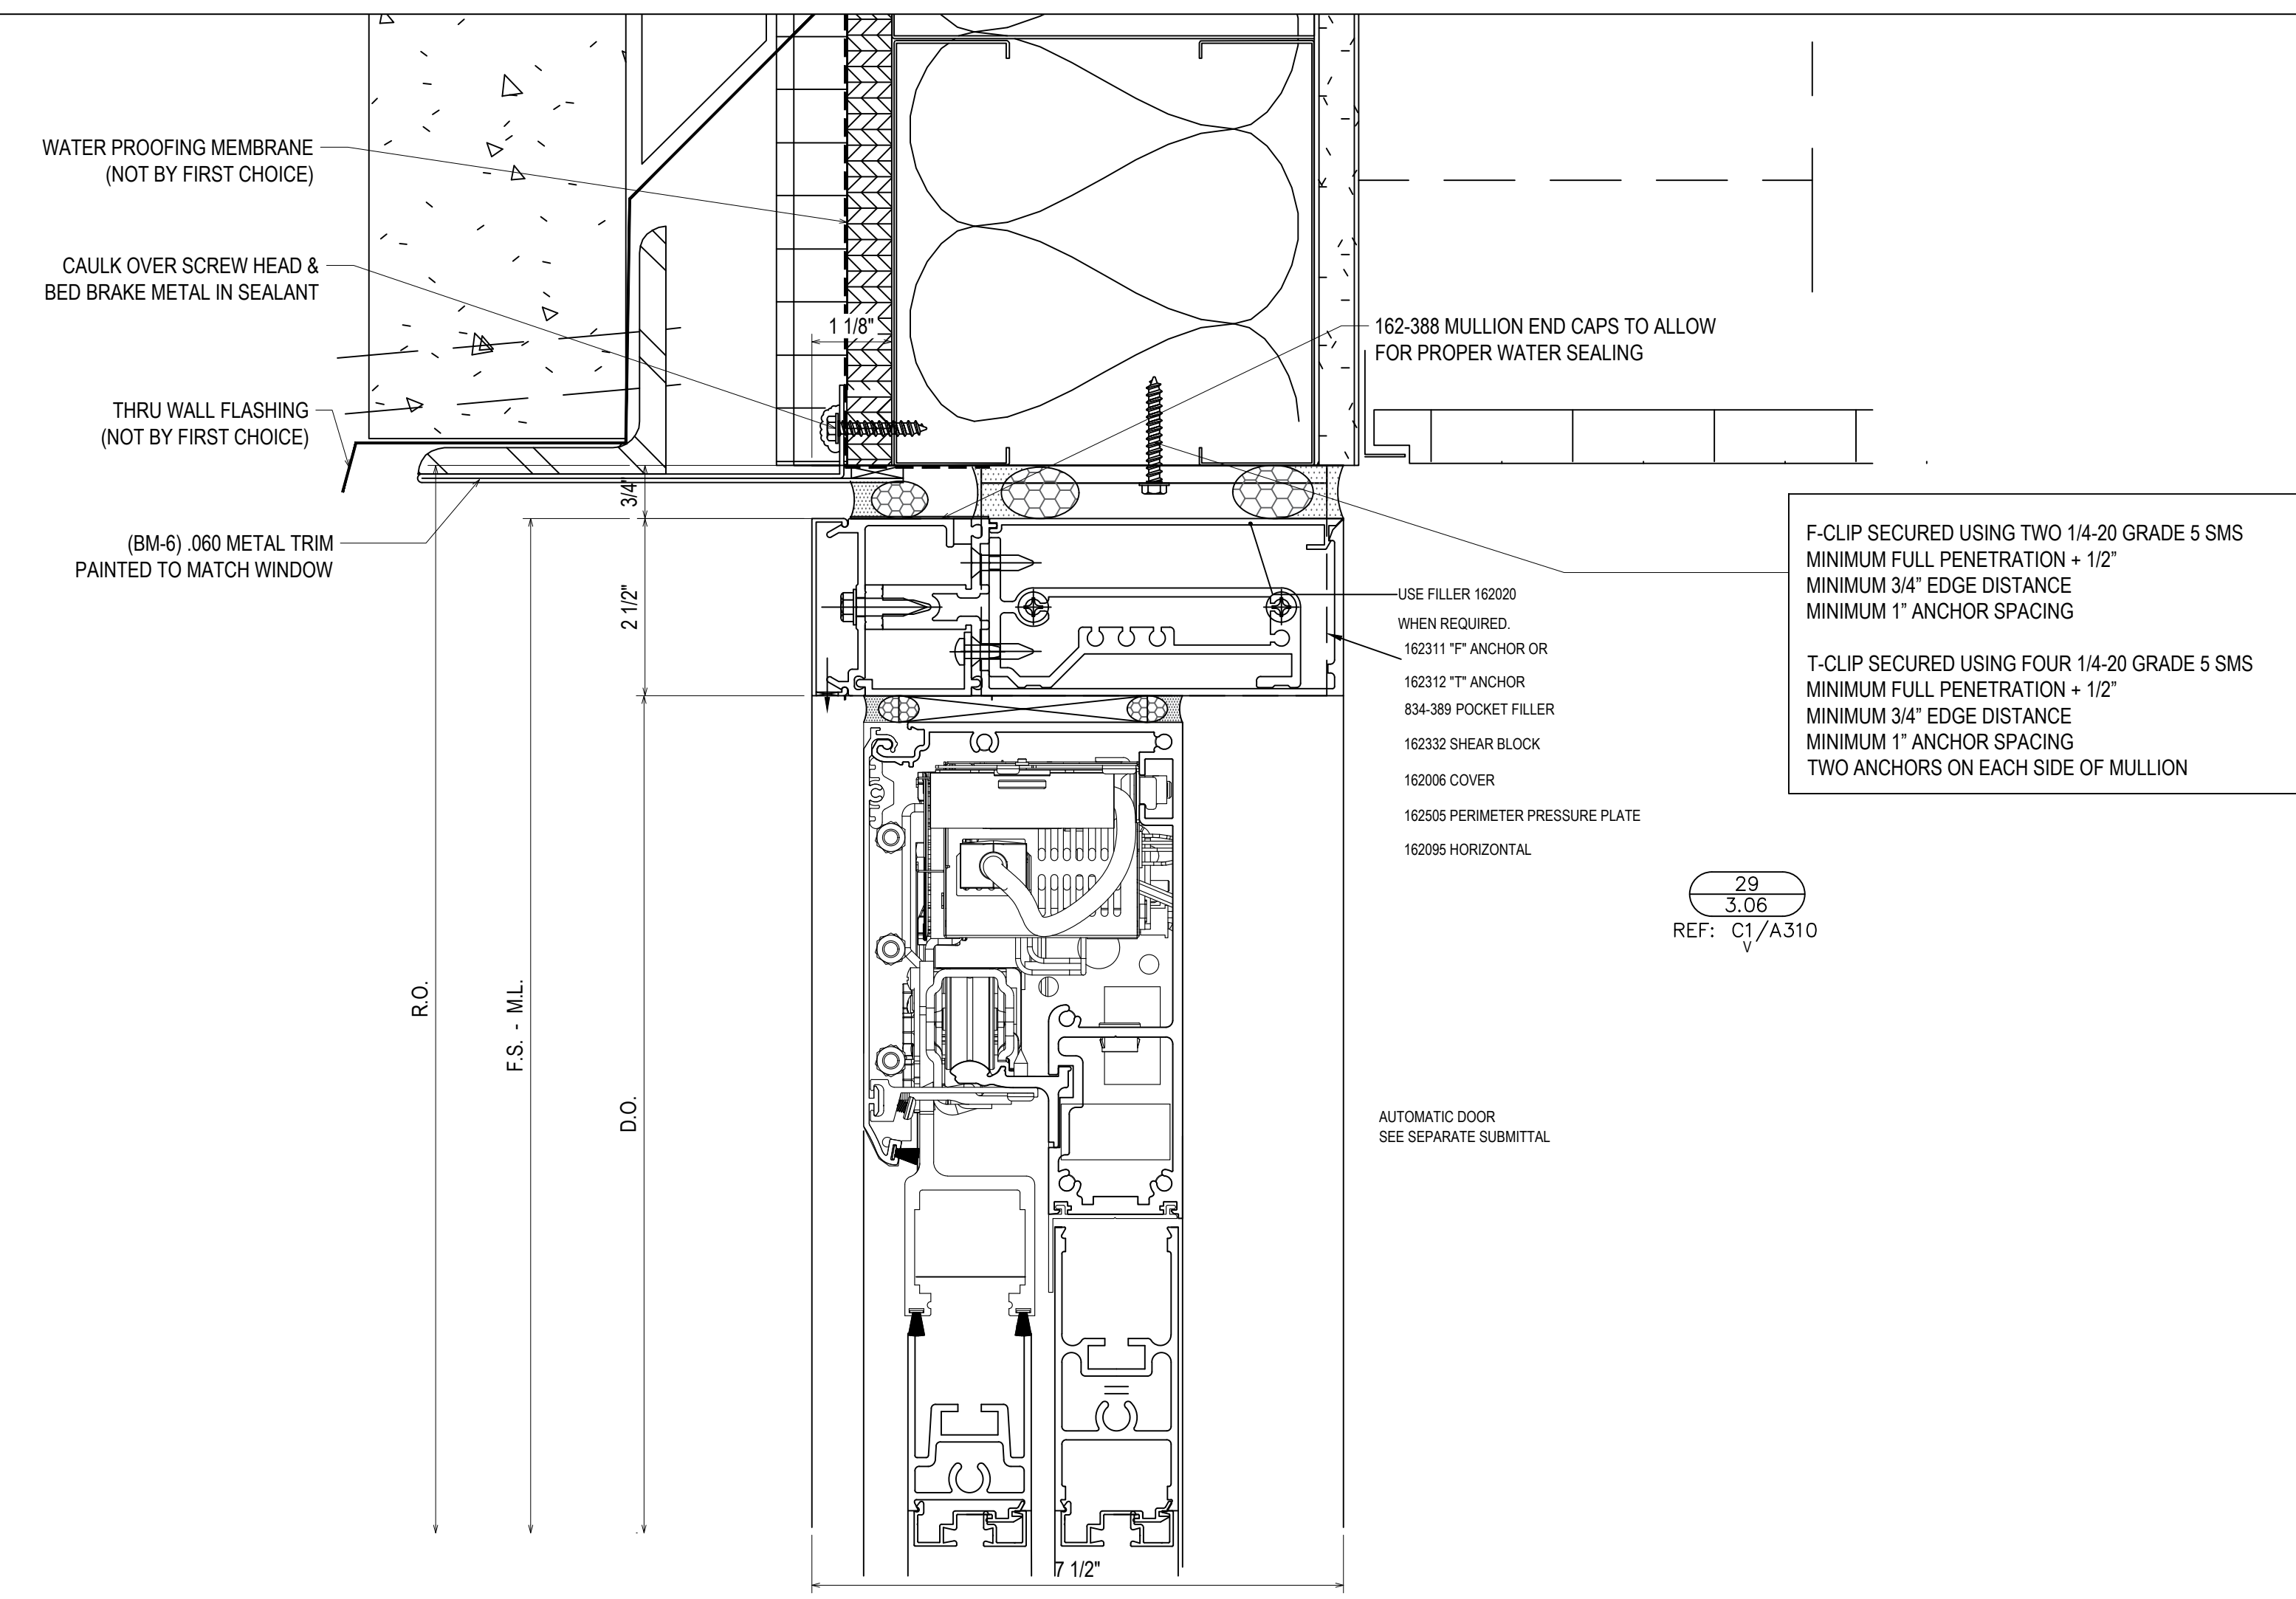 WATER PROOFING MEMBRANE
(NOT BY FIRST CHOICE)
CAULK OVER SCREW HEAD &
BED BRAKE METAL IN SEALANT
THRU WALL FLASHING
(NOT BY FIRST CHOICE)
(BM-6) .060 METAL TRIM
PAINTED TO MATCH WINDOW
1 1/8"
3/4"
2 1/2"
R.O.
F.S. - M.L.
D.O.
7 1/2"
162-388 MULLION END CAPS TO ALLOW
FOR PROPER WATER SEALING
USE FILLER 162020
WHEN REQUIRED.
162311 "F" ANCHOR OR
162312 "T" ANCHOR
834-389 POCKET FILLER
162332 SHEAR BLOCK
162006 COVER
162505 PERIMETER PRESSURE PLATE
162095 HORIZONTAL
AUTOMATIC DOOR
SEE SEPARATE SUBMITTAL
F-CLIP SECURED USING TWO 1/4-20 GRADE 5 SMS
MINIMUM FULL PENETRATION + 1/2”
MINIMUM 3/4” EDGE DISTANCE
MINIMUM 1” ANCHOR SPACING
T-CLIP SECURED USING FOUR 1/4-20 GRADE 5 SMS
MINIMUM FULL PENETRATION + 1/2”
MINIMUM 3/4” EDGE DISTANCE
MINIMUM 1” ANCHOR SPACING
TWO ANCHORS ON EACH SIDE OF MULLION
29
3.06
REF: C1/A310
V